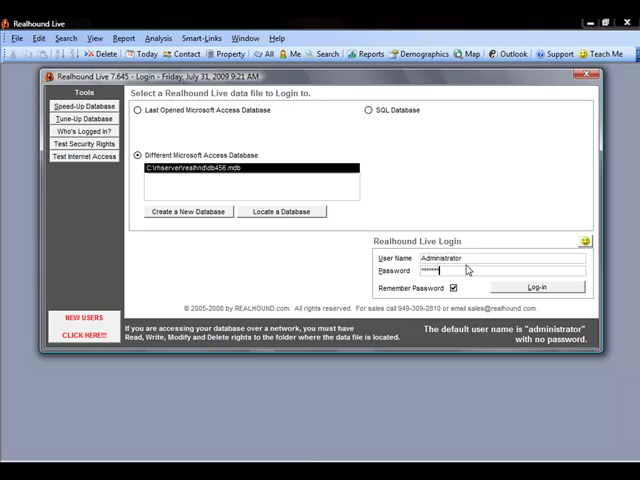 Realhound Live
File Edit Search View Report Analysis Smart-Links Window Help
Delete Today Contact Property All Me Search Reports Demographics Map Outlook Support Teach Me
Realhound Live 7.645 - Login - Friday, July 31, 2009 9:21 AM
Tools
Speed-Up Database
Tune-Up Database
Who's Logged In?
Test Security Rights
Test Internet Access
Select a Realhound Live data file to Login to.
Last Opened Microsoft Access Database
SQL Database
Different Microsoft Access Database
C:\rhserver\realhnd\db456.mdb
Create a New Database
Locate a Database
Realhound Live Login
User Name Administrator
Password *******
Remember Password
Log-in
© 2005-2008 by REALHOUND.com. All rights reserved. For sales call 949-309-2810 or email sales@realhound.com.
NEW USERS
CLICK HERE!!!
If you are accessing your database over a network, you must have
Read, Write, Modify and Delete rights to the folder where the data file is located.
The default user name is "administrator"
with no password.